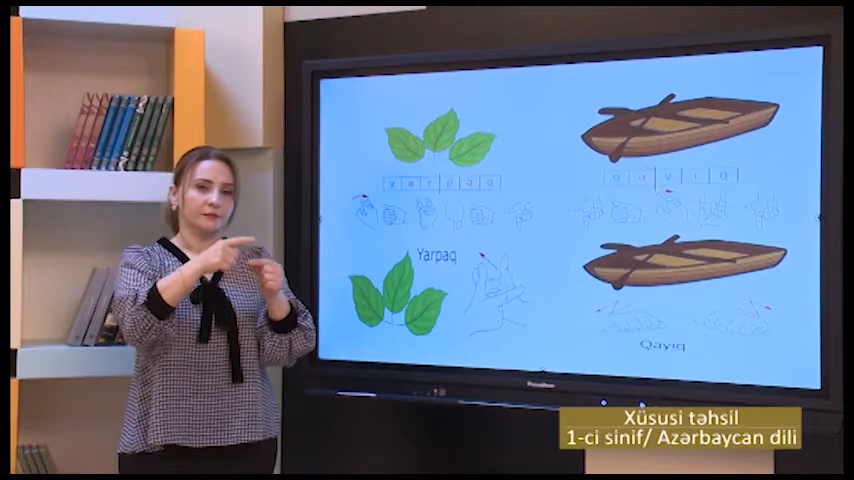 y a r p a q
q a y ı q
Yarpaq
Qayıq
Xüsusi təhsil
1-ci sinif/ Azərbaycan dili